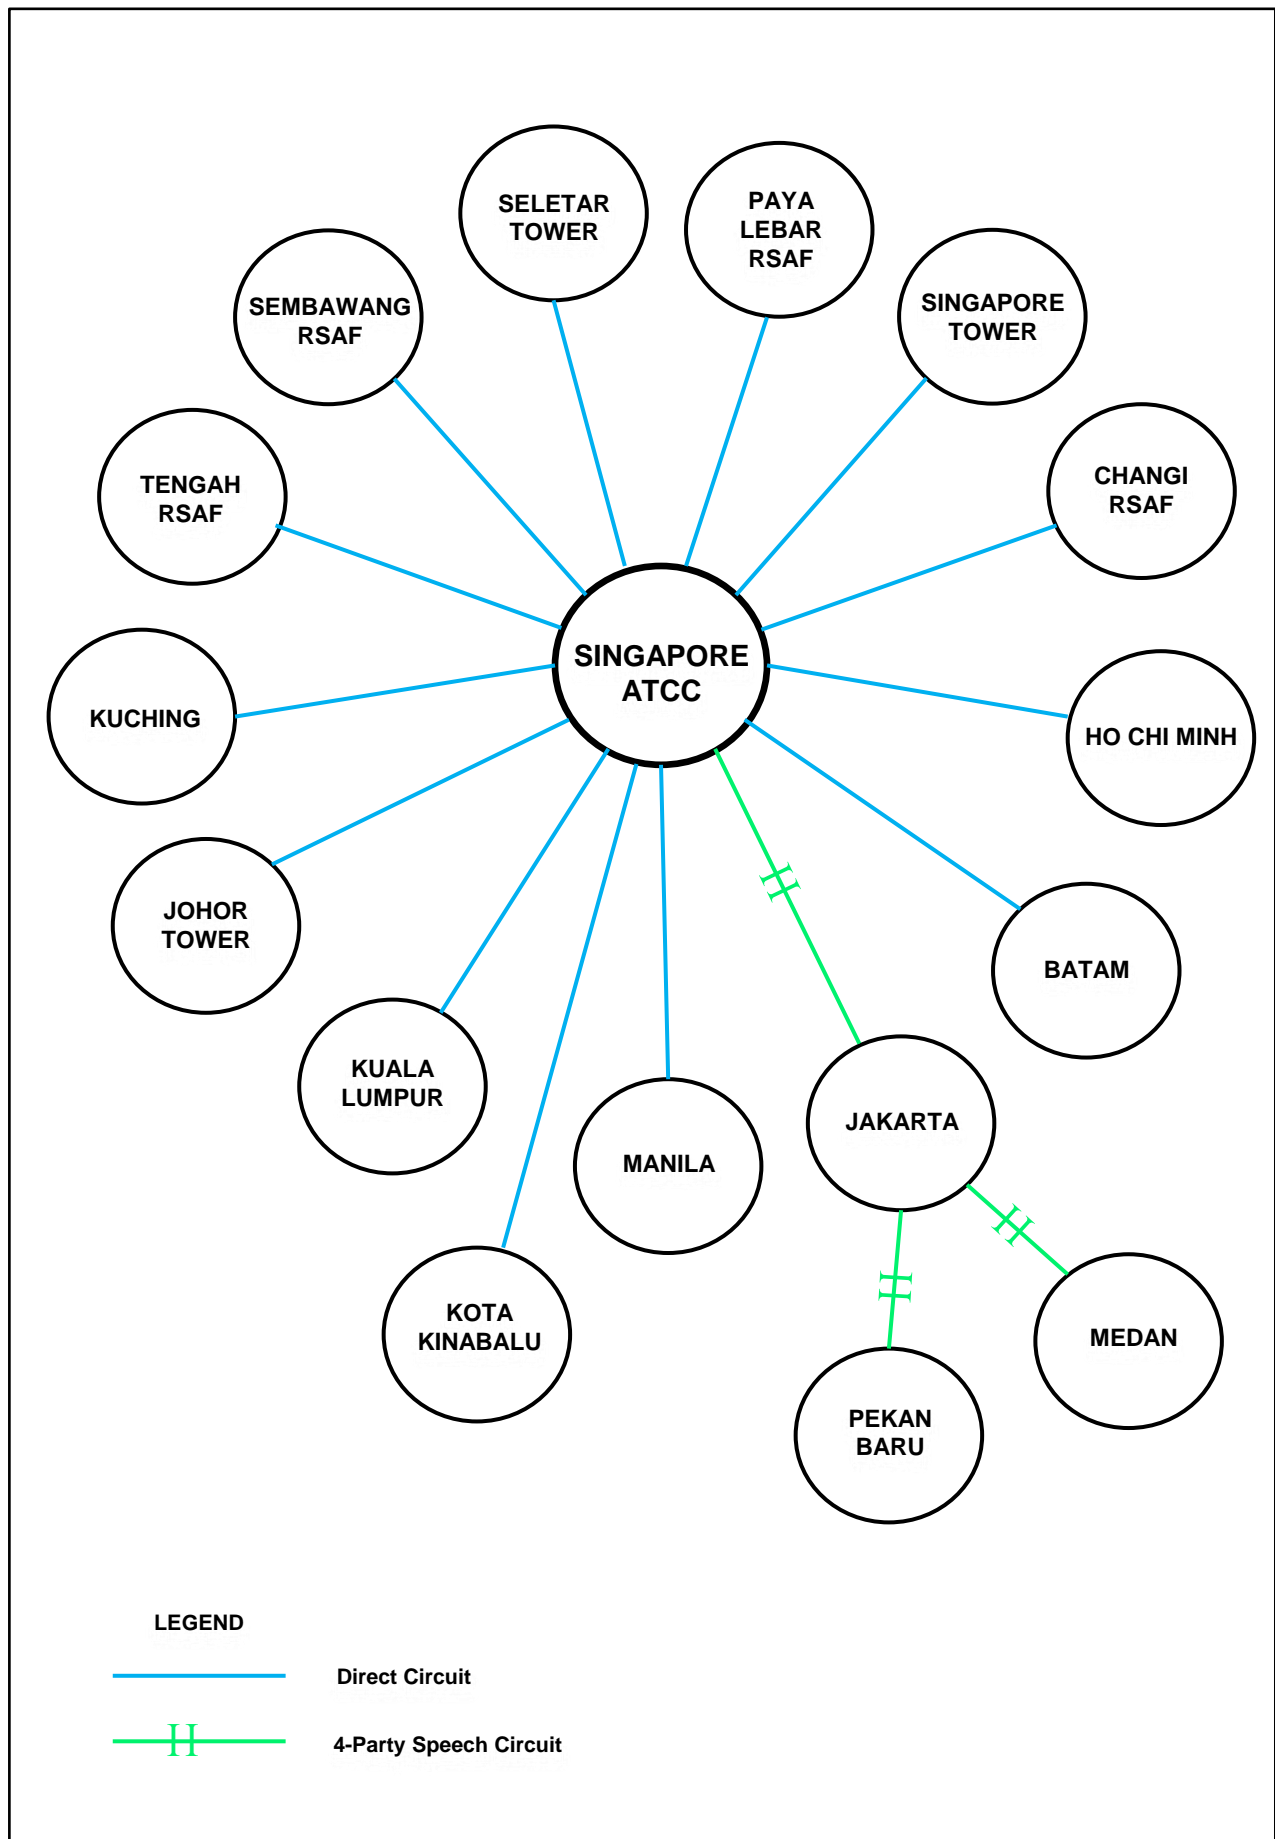 SELETAR
TOWER
PAYA
LEBAR
RSAF
SEMBAWANG
RSAF
SINGAPORE
TOWER
TENGAH
RSAF
CHANGI
RSAF
SINGAPORE
ATCC
KUCHING
HO CHI MINH
JOHOR
TOWER
BATAM
KUALA
LUMPUR
JAKARTA
MANILA
KOTA
KINABALU
MEDAN
PEKAN
BARU
LEGEND
Direct Circuit
4-Party Speech Circuit